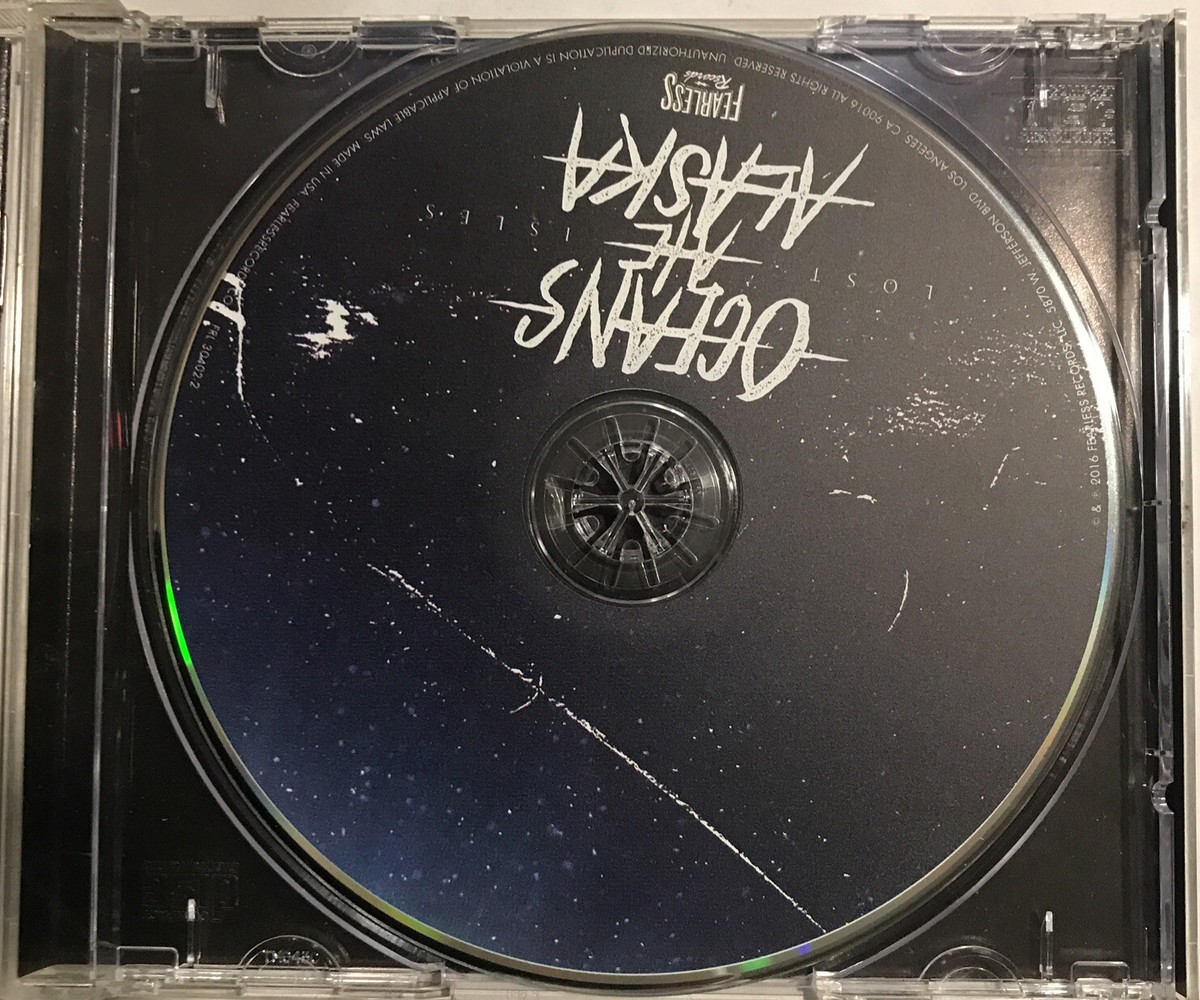 OCEANS
ATE
LOST ISLES
ALASKA
FEARLESS
Records
© & ℗ 2016 FEARLESS RECORDS, LLC. 5870 W. JEFFERSON BLVD. LOS ANGELES, CA 90016 ALL RIGHTS RESERVED. UNAUTHORIZED DUPLICATION IS A VIOLATION OF APPLICABLE LAWS. MADE IN USA. FEARLESSRECORDS.COM FRL 30402-2